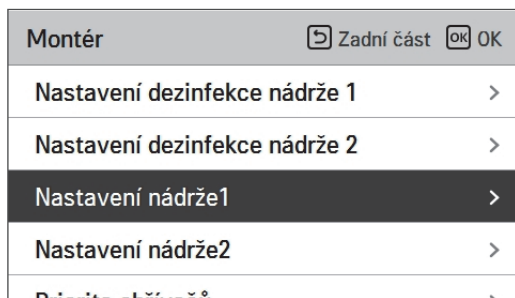 Montér Zadní část OK OK
Nastavení dezinfekce nádrže 1
Nastavení dezinfekce nádrže 2
Nastavení nádrže1
Nastavení nádrže2